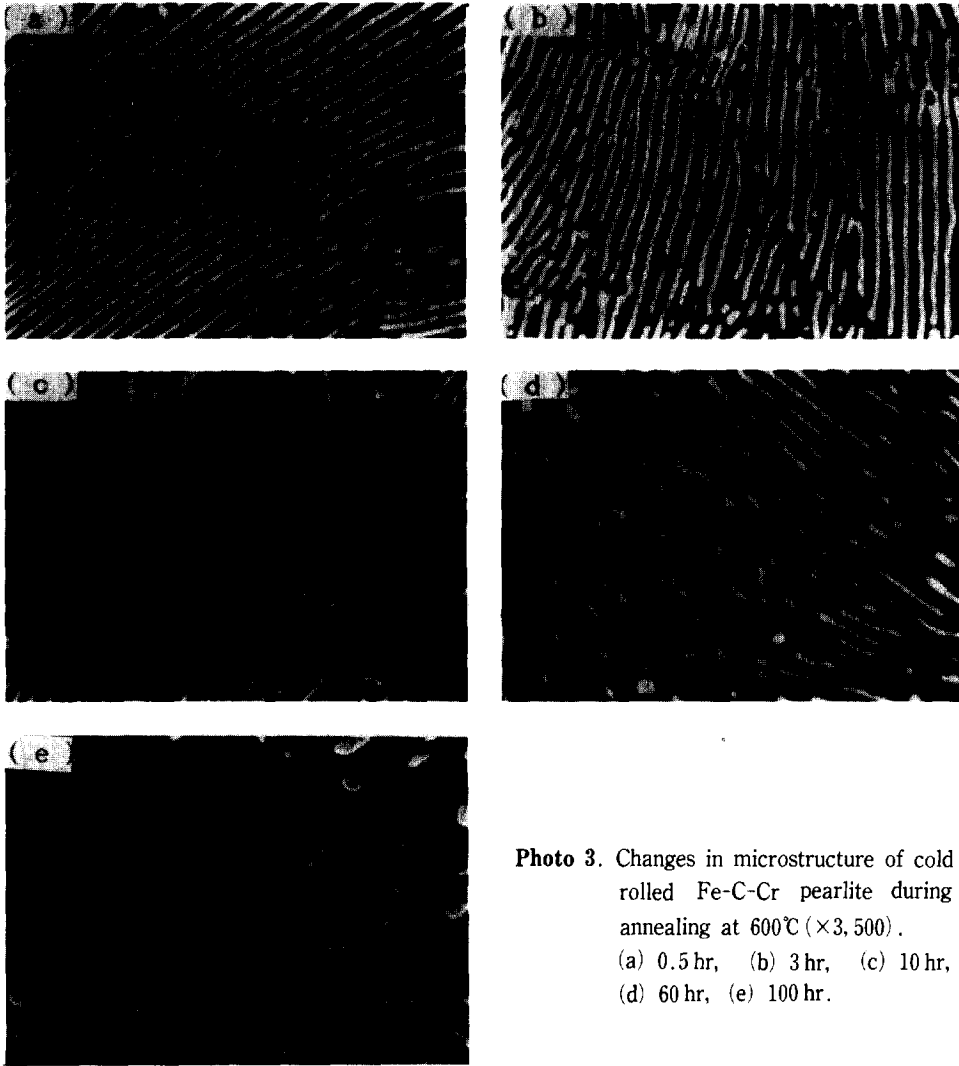 ( a )
( b )
( c )
( d )
( e )
Photo 3. Changes in microstructure of cold
rolled Fe-C-Cr pearlite during
annealing at 600℃ (×3, 500).
(a) 0.5 hr, (b) 3 hr, (c) 10 hr,
(d) 60 hr, (e) 100 hr.